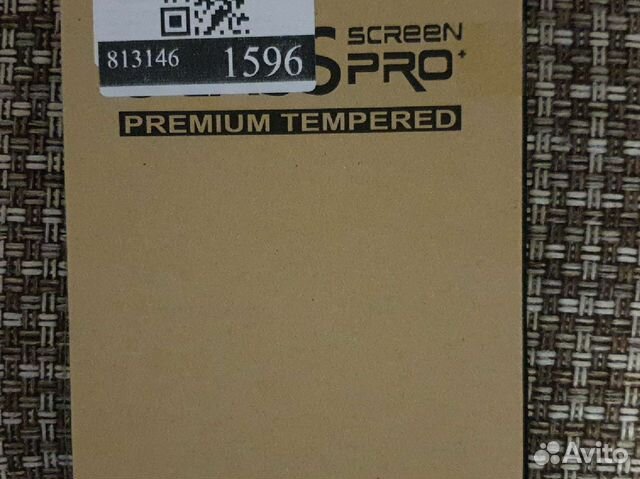 813146 1596
SCREEN
PRO+
PREMIUM TEMPERED
Avito